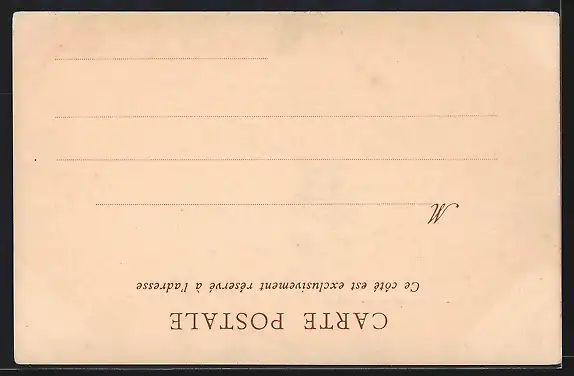 CARTE POSTALE
Ce côté est exclusivement réservé à l'adresse
M